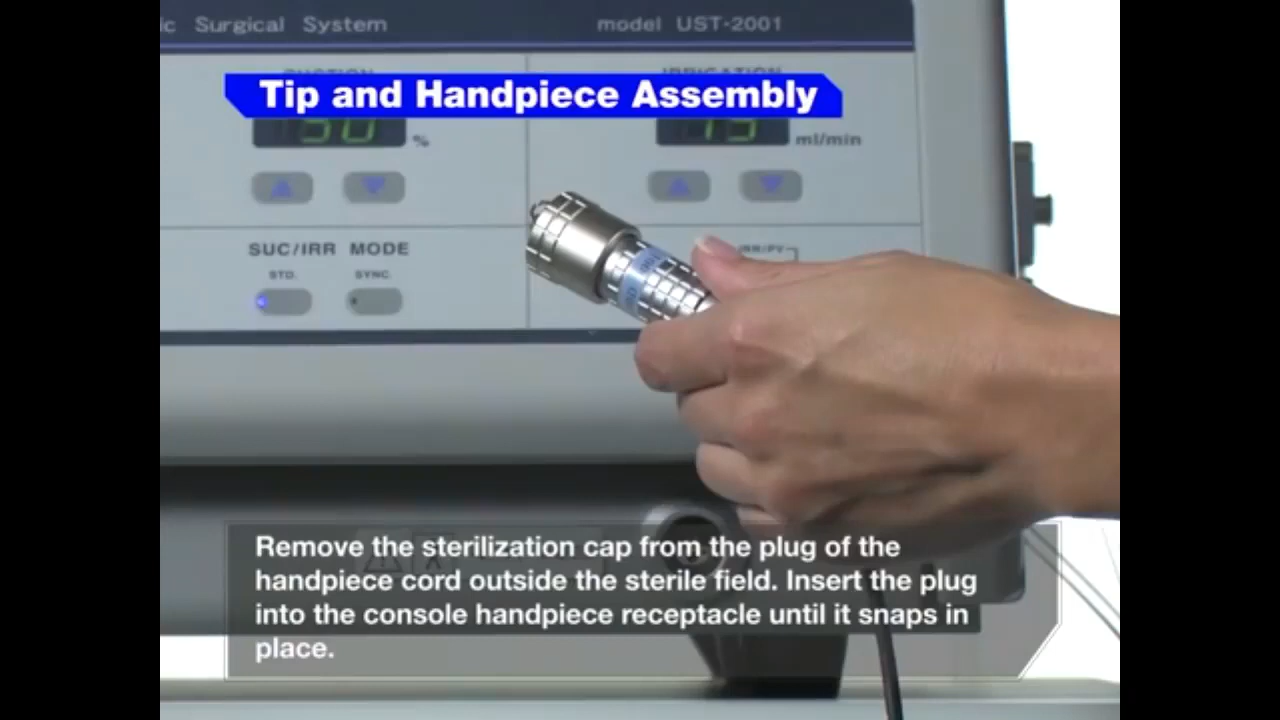 ic Surgical System
model UST-2001
Tip and Handpiece Assembly
%
ml/min
SUC/IRR MODE
STD.
SYNC
Remove the sterilization cap from the plug of the
handpiece cord outside the sterile field. Insert the plug
into the console handpiece receptacle until it snaps in
place.